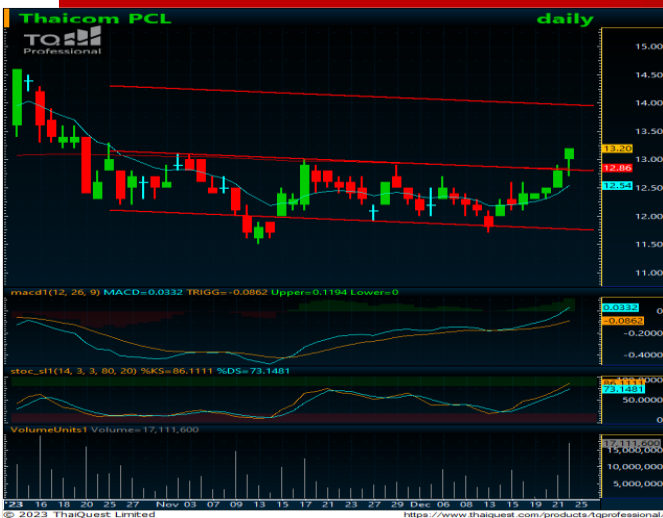 Thaicom PCL daily
TQ
Professional
15.00
14.50
14.00
13.50
13.20
13.00
12.86
12.54
12.00
11.50
11.00
macd1(12, 26, 9) MACD=0.0332 TRIGG=-0.0862 Upper=0.1194 Lower=0
0.0332 0
-0.0862
-0.2000
-0.4000
stoc_sl1(14, 3, 3, 80, 20) %KS=86.1111 %DS=73.1481
86.1111
73.1481
50.0000
0
VolumeUnits1 Volume=17,111,600
17,111,600
15,000,000
10,000,000
5,000,000
'23 16 18 20 25 27 Nov 03 07 09 13 15 17 21 23 27 29 Dec 06 08 13 15 19 21 25
© 2023 ThaiQuest Limited https://www.thaiquest.com/products/tqprofessional.